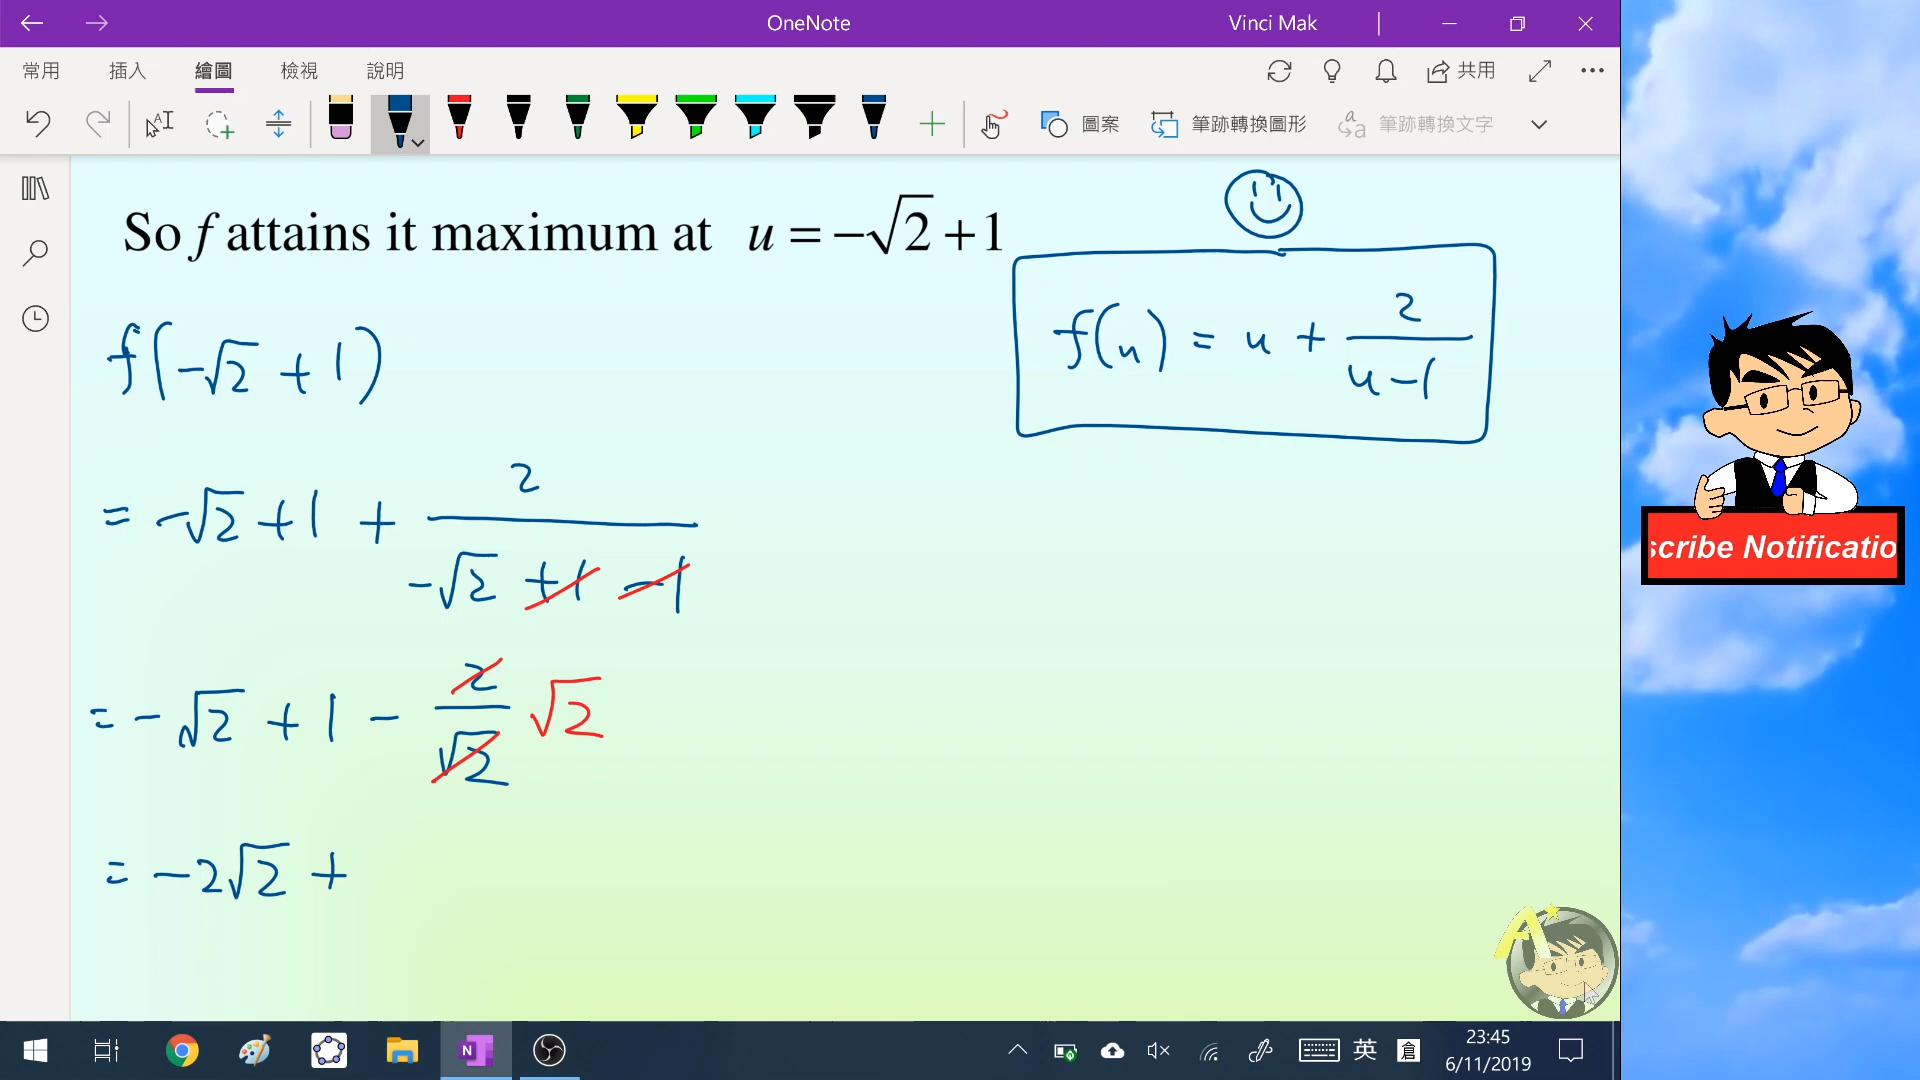 OneNote
Vinci Mak
常用 插入 繪圖 檢視 說明 共用
圖案 筆跡轉換圖形 筆跡轉換文字
So f attains it maximum at u = −√2 + 1
f(u) = u + 2/(u−1)
f(−√2 + 1)
= −√2 + 1 + 2/(−√2 + 1 − 1)
= −√2 + 1 − 2/√2 √2
= −2√2 +
scribe Notificatio
A
英 倉
23:45
6/11/2019